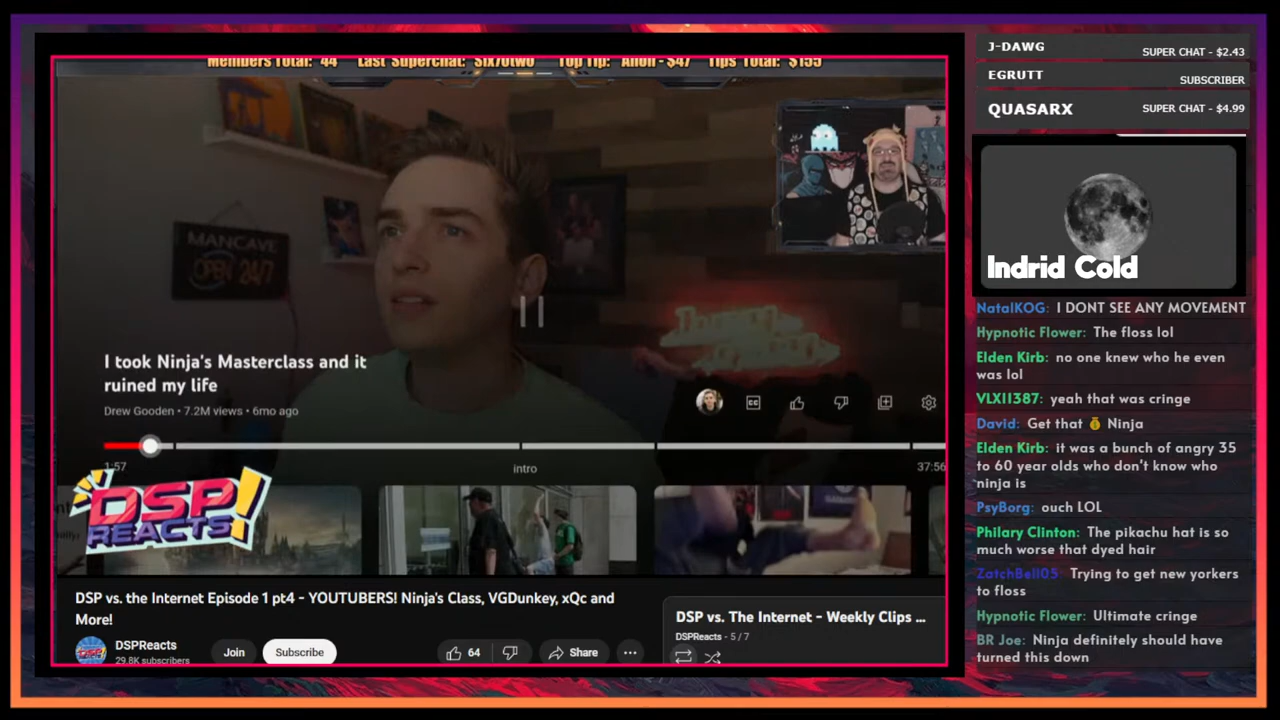 Members Total: 44 Last Superchat: Six7otwo Top Tip: Anon - $47 Tips Total: $155
MANCAVE
OPEN 24/7
I took Ninja's Masterclass and it
ruined my life
Drew Gooden • 7.2M views • 6mo ago
CC
1:57
intro
37:56
DSP
REACTS!
DSP vs. the Internet Episode 1 pt4 - YOUTUBERS! Ninja's Class, VGDunkey, xQc and
More!
DSPReacts
29.8K subscribers
Join
Subscribe
64
Share
DSP vs. The Internet - Weekly Clips ...
DSPReacts - 5 / 7
J-DAWG
SUPER CHAT - $2.43
EGRUTT
SUBSCRIBER
QUASARX
SUPER CHAT - $4.99
Indrid Cold
NatalKOG: I DONT SEE ANY MOVEMENT
Hypnotic Flower: The floss lol
Elden Kirb: no one knew who he even
was lol
VLXII387: yeah that was cringe
David: Get that 💰 Ninja
Elden Kirb: it was a bunch of angry 35
to 60 year olds who don't know who
ninja is
PsyBorg: ouch LOL
Philary Clinton: The pikachu hat is so
much worse that dyed hair
ZatchBell05: Trying to get new yorkers
to floss
Hypnotic Flower: Ultimate cringe
BR Joe: Ninja definitely should have
turned this down